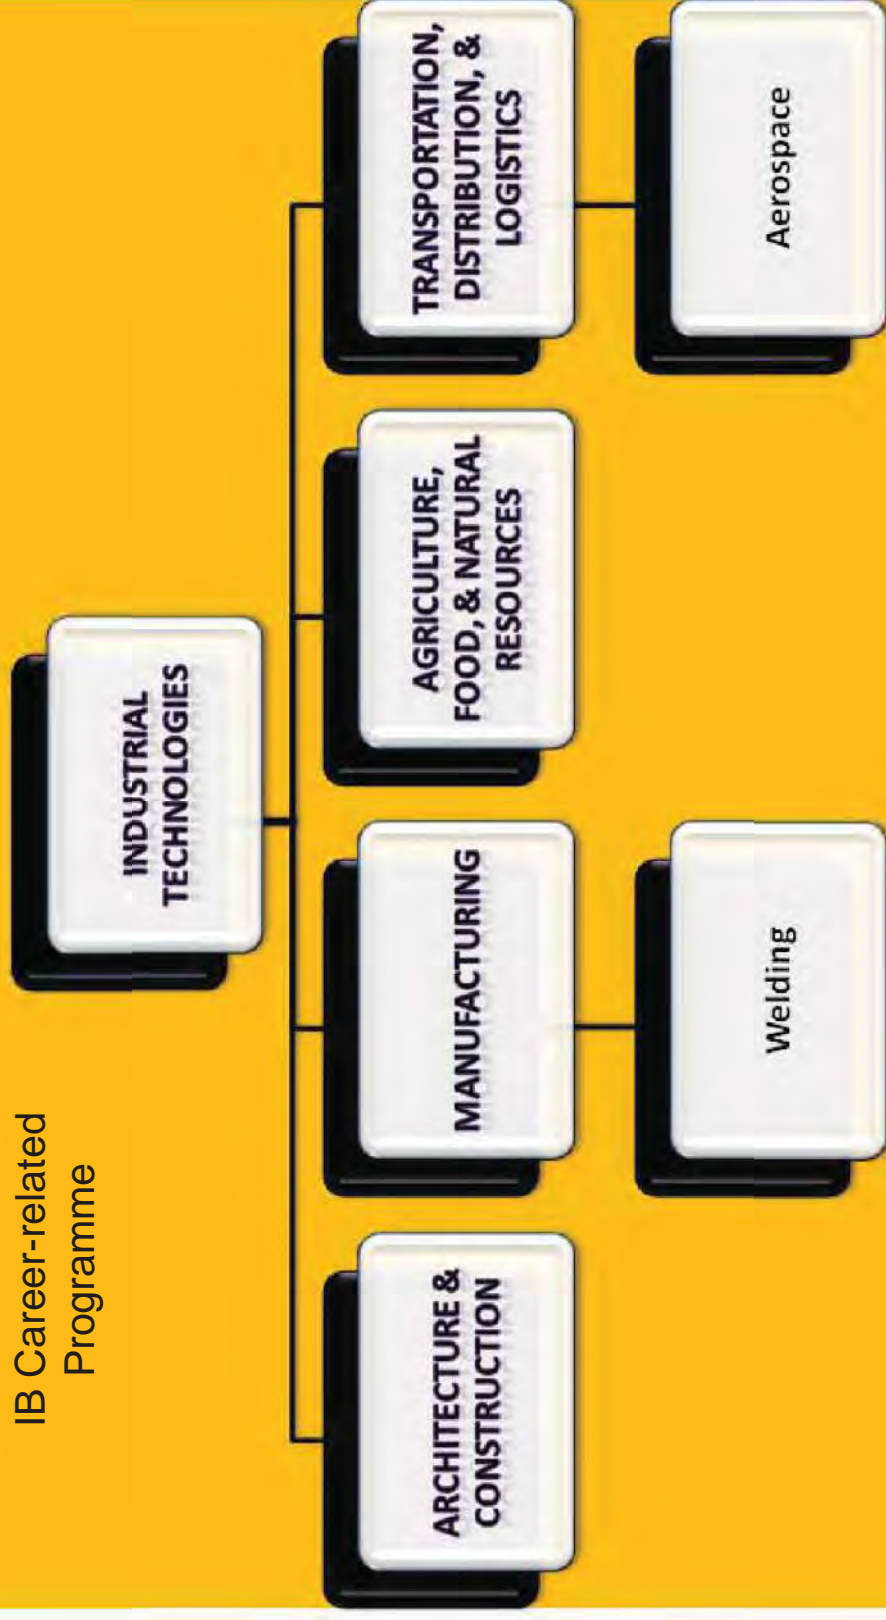 IB Career-related
Programme
INDUSTRIAL
TECHNOLOGIES
ARCHITECTURE &
CONSTRUCTION
MANUFACTURING
AGRICULTURE,
FOOD, & NATURAL
RESOURCES
TRANSPORTATION,
DISTRIBUTION, &
LOGISTICS
Welding
Aerospace